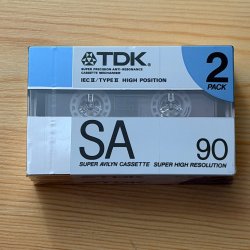 TDK
SUPER PRECISION ANTI-RESONANCE
CASSETTE MECHANISM
IEC II / TYPE II HIGH POSITION
2
PACK
SA
90
SUPER AVILYN CASSETTE SUPER HIGH RESOLUTION